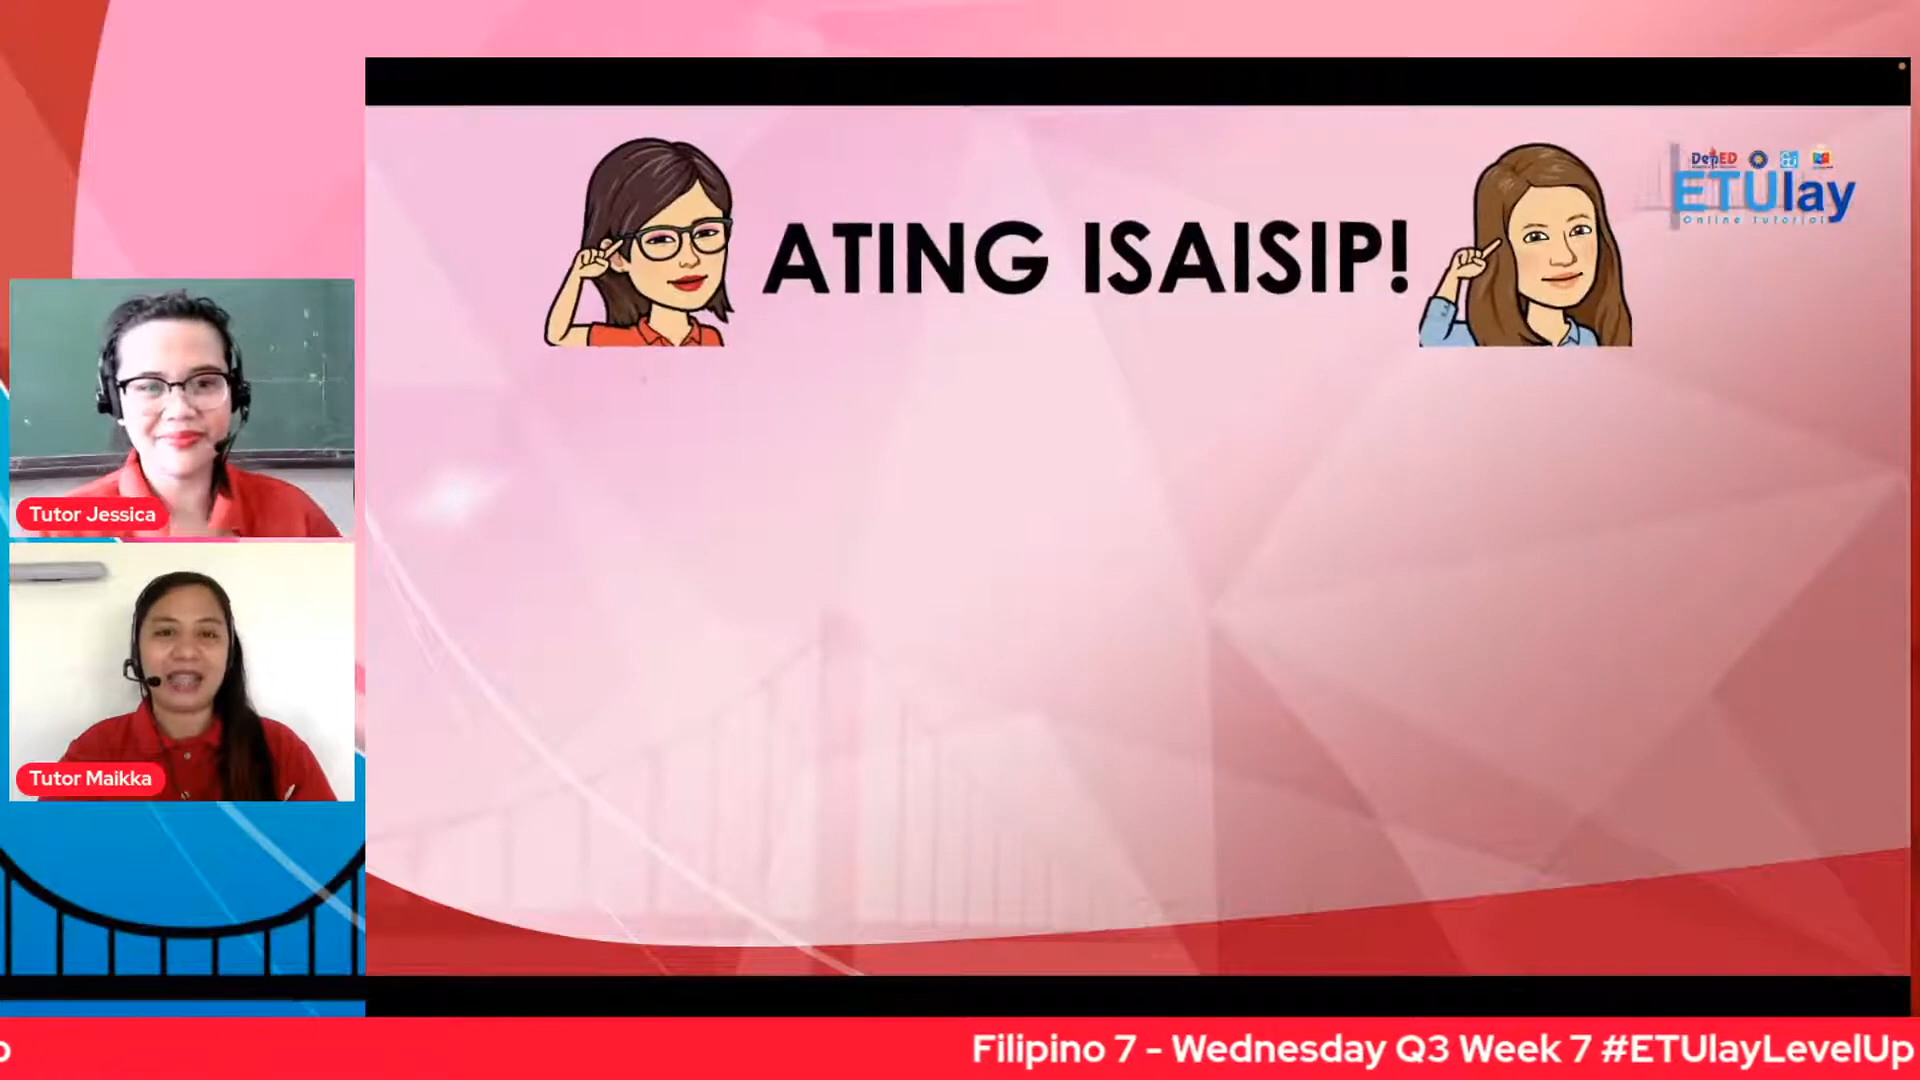 ATING ISAISIP!
DepED
ETUlay
Online Tutorial
Tutor Jessica
Tutor Maikka
Filipino 7 - Wednesday Q3 Week 7 #ETUlayLevelUp